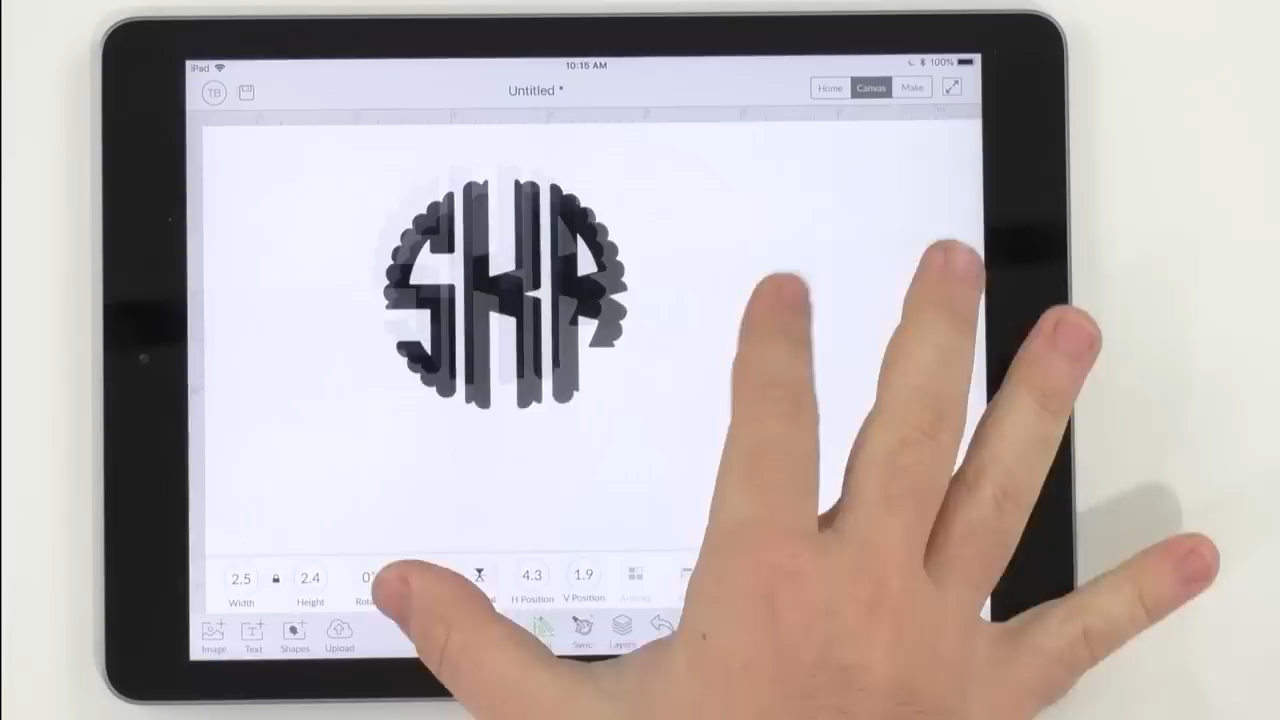 iPad 10:15 AM 100%
TB Untitled * Home Canvas Make
SHR
2.5 2.4 4.3 1.9
Width Height H Position V Position
Image Text Shapes Upload Sync Layers